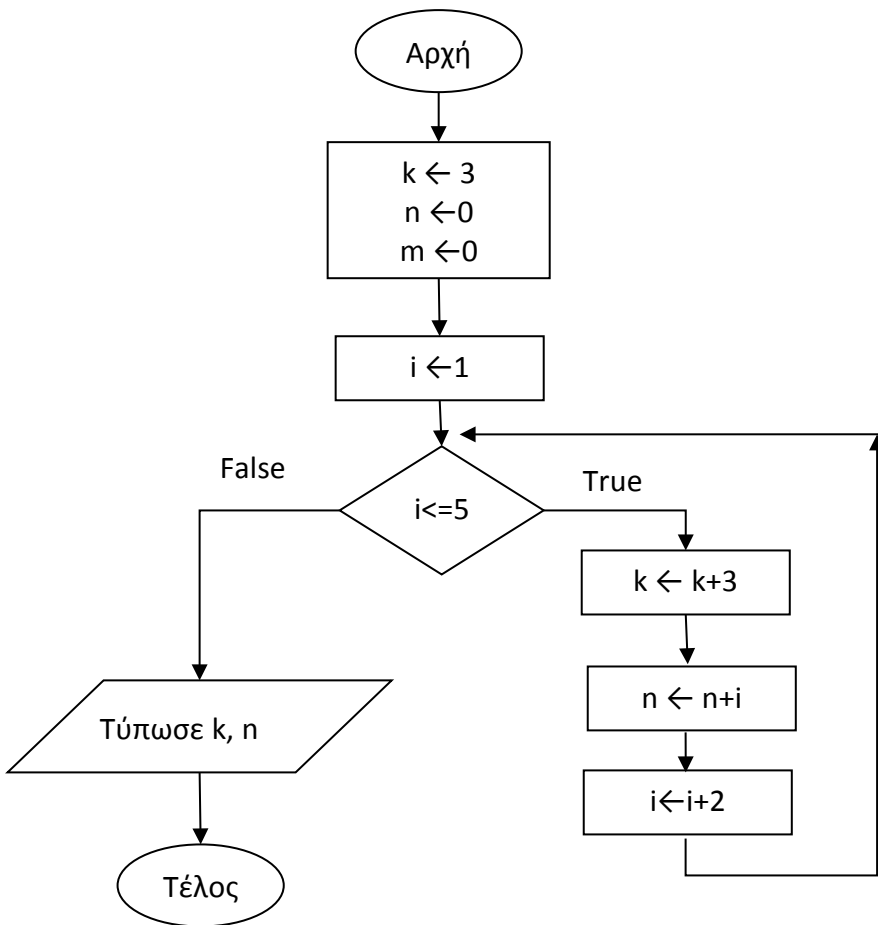 Αρχή
k ← 3
n ←0
m ←0
i ←1
False
True
i<=5
k ← k+3
n ← n+i
Τύπωσε k, n
i←i+2
Τέλος